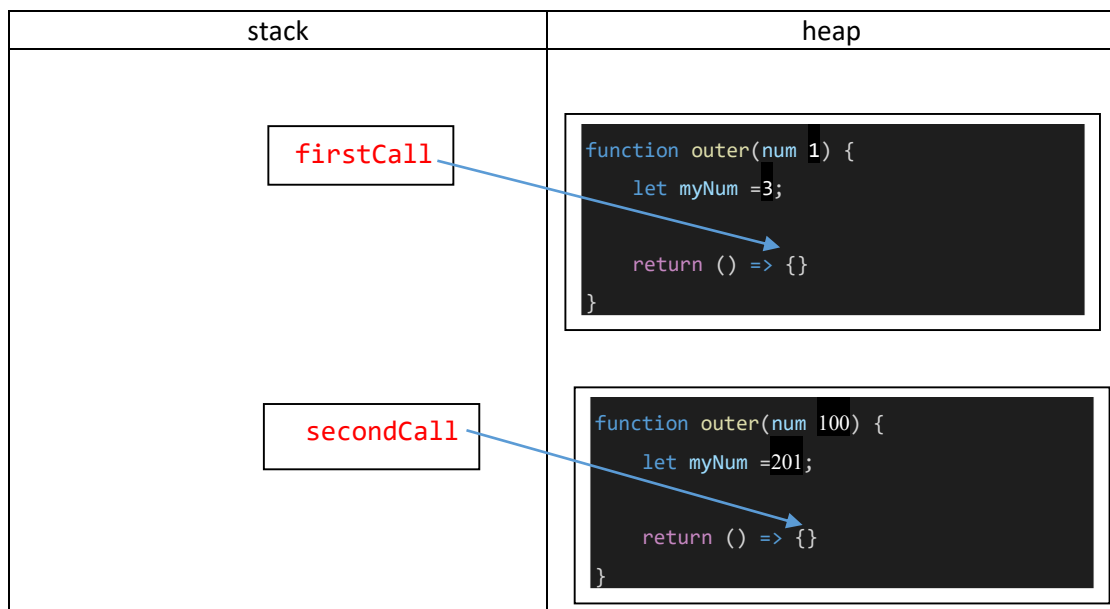 stack
heap
firstCall
function outer(num 1) {
let myNum =3;
return () => {}
}
secondCall
function outer(num 100) {
let myNum =201;
return () => {}
}